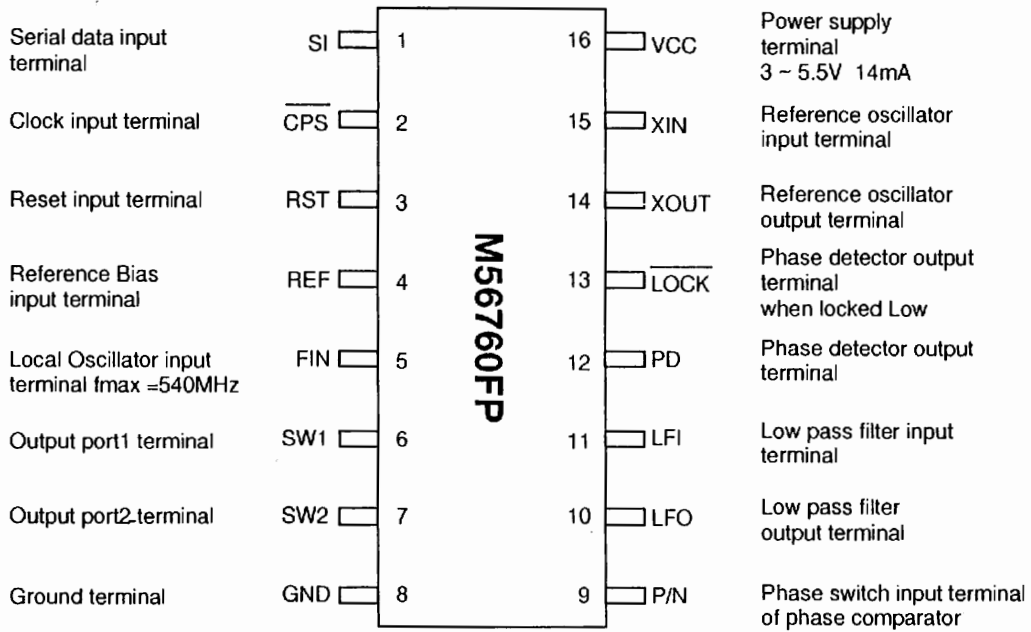 Serial data input
terminal
SI
1
16
VCC
Power supply
terminal
3 ~ 5.5V 14mA
Clock input terminal
CPS
2
15
XIN
Reference oscillator
input terminal
Reset input terminal
RST
3
14
XOUT
Reference oscillator
output terminal
Reference Bias
input terminal
REF
4
13
LOCK
Phase detector output
terminal
when locked Low
Local Oscillator input
terminal fmax =540MHz
FIN
5
12
PD
Phase detector output
terminal
Output port1 terminal
SW1
6
11
LFI
Low pass filter input
terminal
Output port2 terminal
SW2
7
10
LFO
Low pass filter
output terminal
Ground terminal
GND
8
9
P/N
Phase switch input terminal
of phase comparator
M56760FP